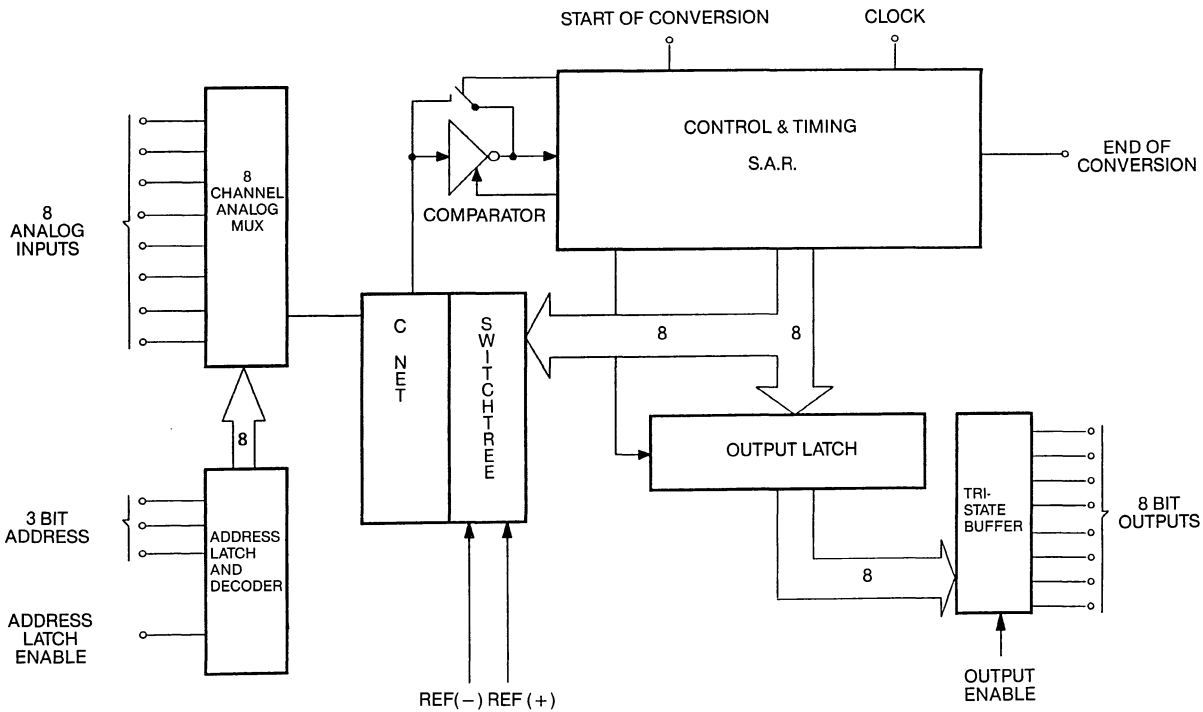 START OF CONVERSION
CLOCK
CONTROL & TIMING
S.A.R.
END OF
CONVERSION
8
CHANNEL
ANALOG
MUX
8
ANALOG
INPUTS
COMPARATOR
C NET
SWITCHTREE
8
8
8
OUTPUT LATCH
3 BIT
ADDRESS
ADDRESS
LATCH
AND
DECODER
TRI-
STATE
BUFFER
8 BIT
OUTPUTS
8
ADDRESS
LATCH
ENABLE
REF(−) REF (+)
OUTPUT
ENABLE